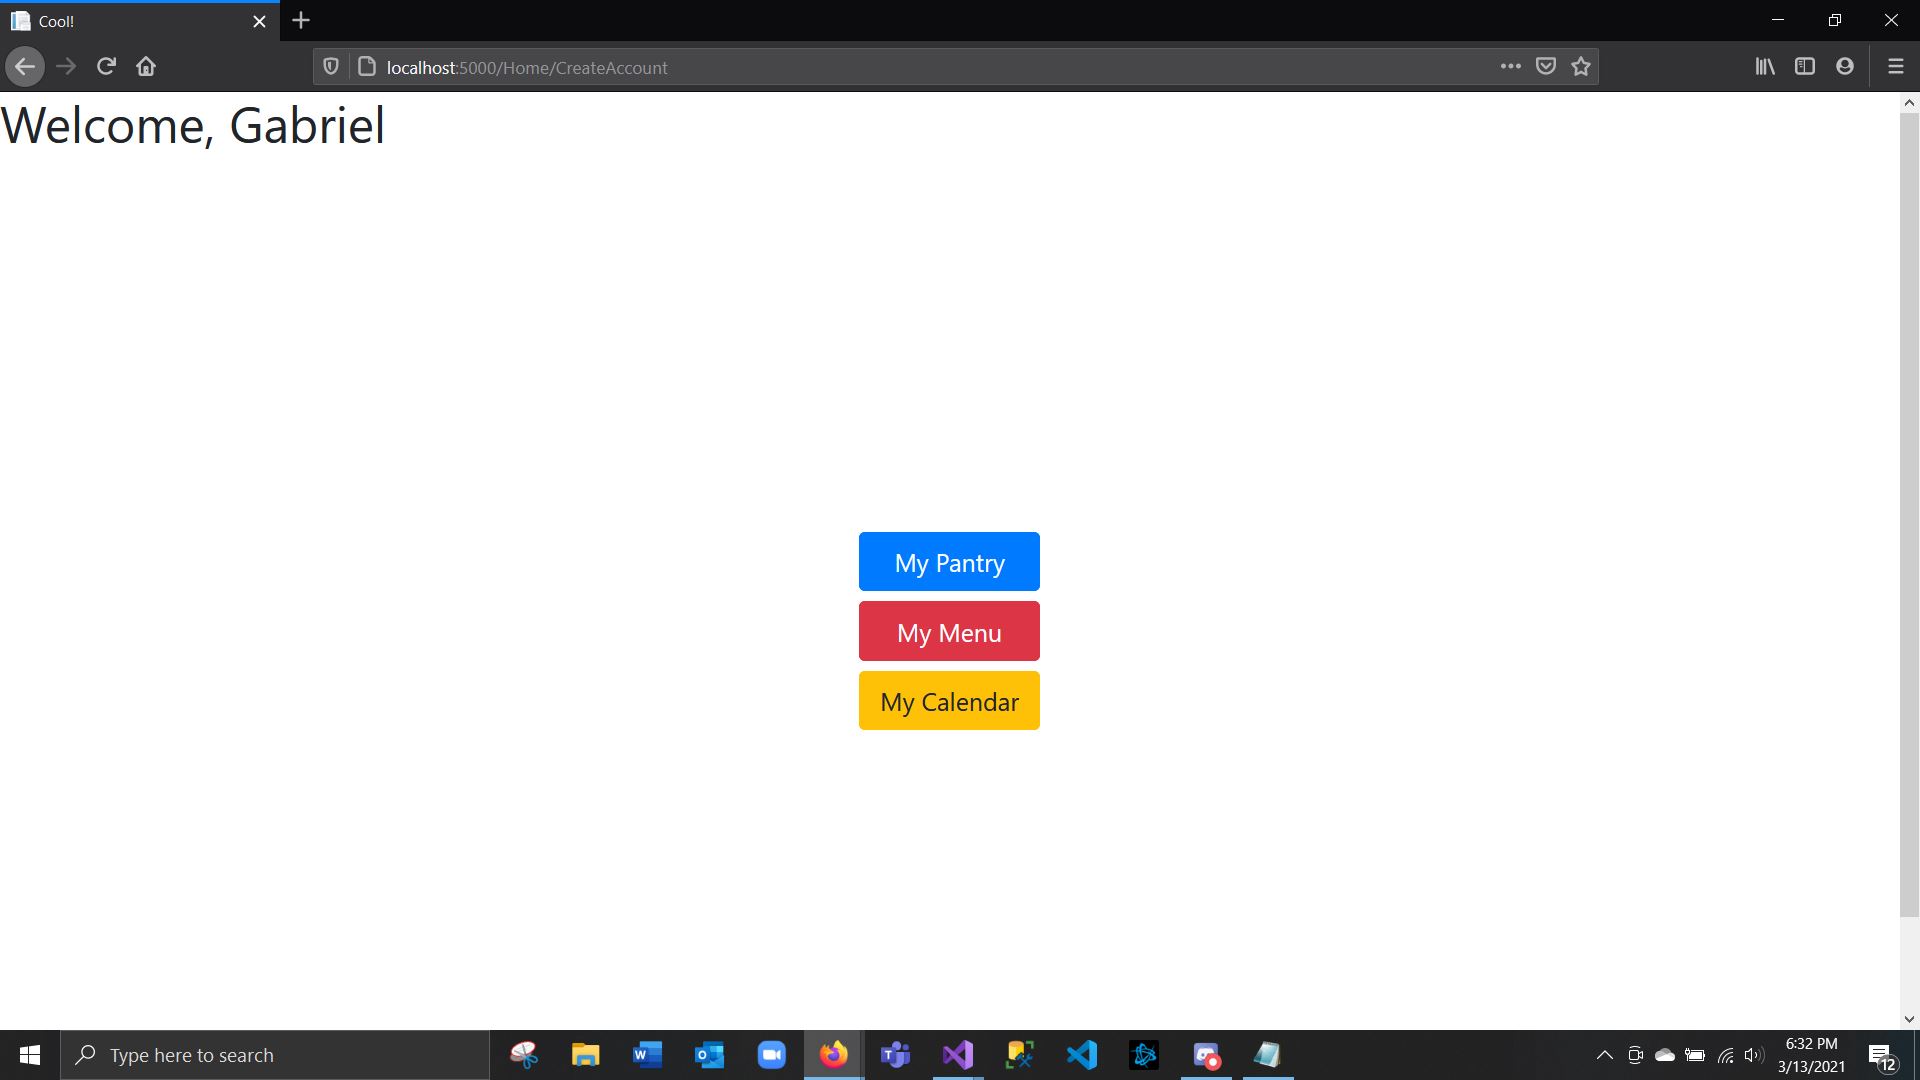 Cool!
localhost:5000/Home/CreateAccount
Welcome, Gabriel
My Pantry
My Menu
My Calendar
Type here to search
6:32 PM
3/13/2021
12